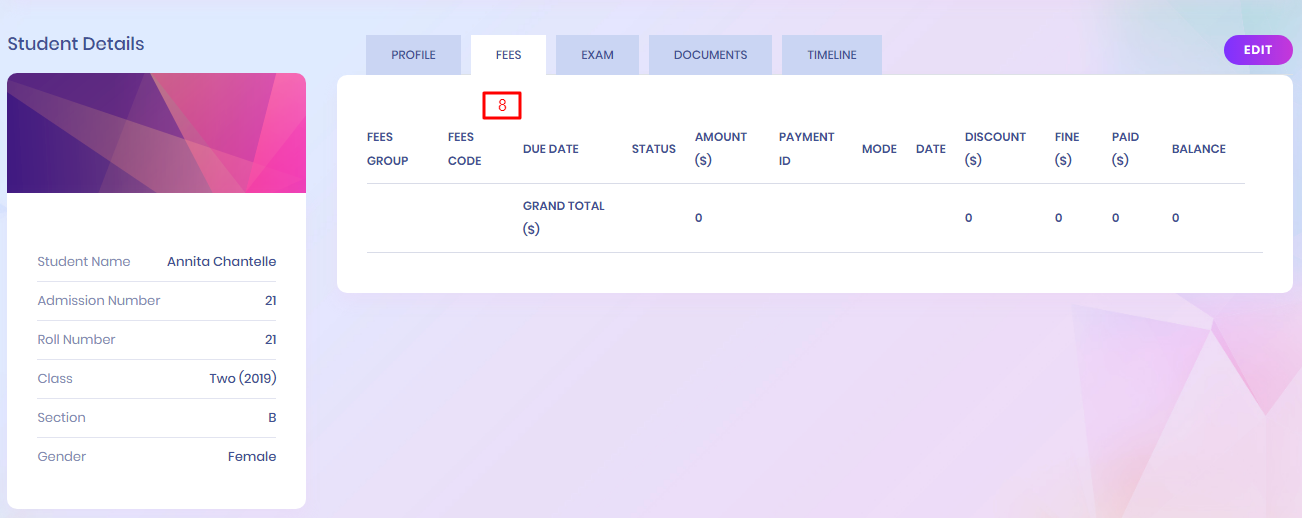 Student Details
PROFILE FEES EXAM DOCUMENTS TIMELINE EDIT
8
FEES GROUP FEES CODE DUE DATE STATUS AMOUNT ($) PAYMENT ID MODE DATE DISCOUNT ($) FINE ($) PAID ($) BALANCE
GRAND TOTAL ($) 0 0 0 0 0
Student Name Annita Chantelle
Admission Number 21
Roll Number 21
Class Two (2019)
Section B
Gender Female